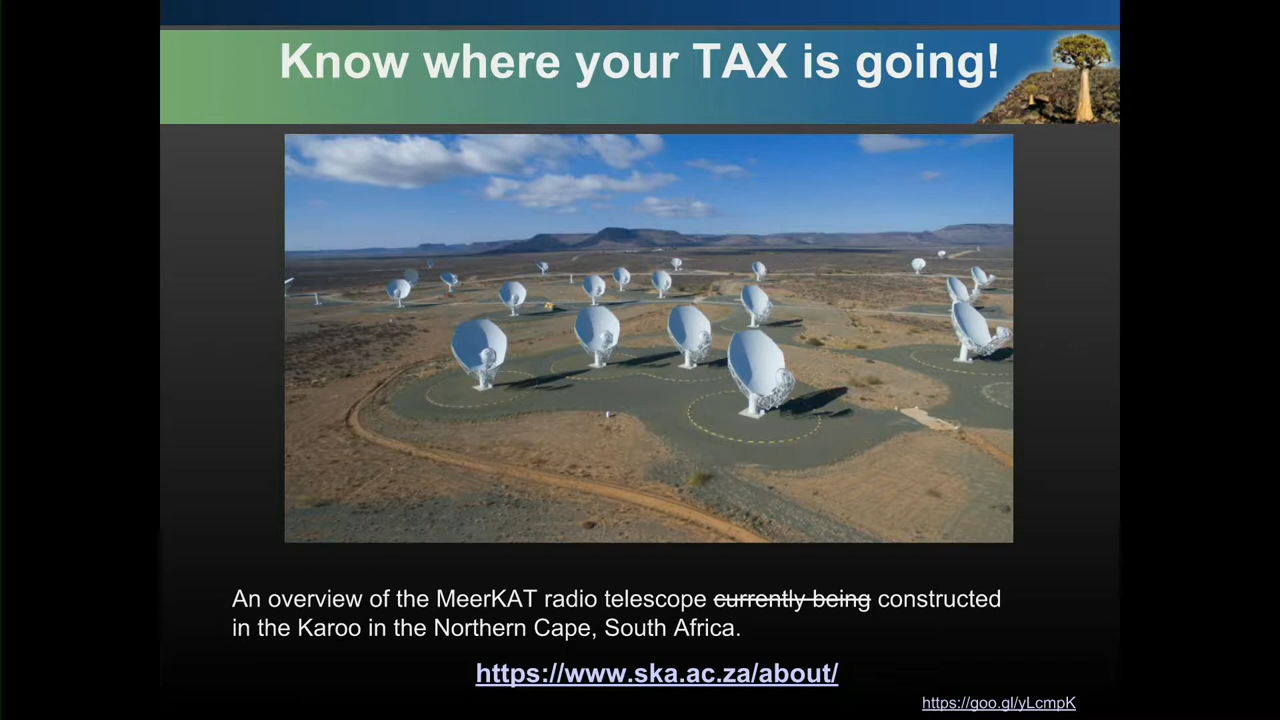 Know where your TAX is going!
An overview of the MeerKAT radio telescope currently being constructed
in the Karoo in the Northern Cape, South Africa.
https://www.ska.ac.za/about/
https://goo.gl/yLcmpK